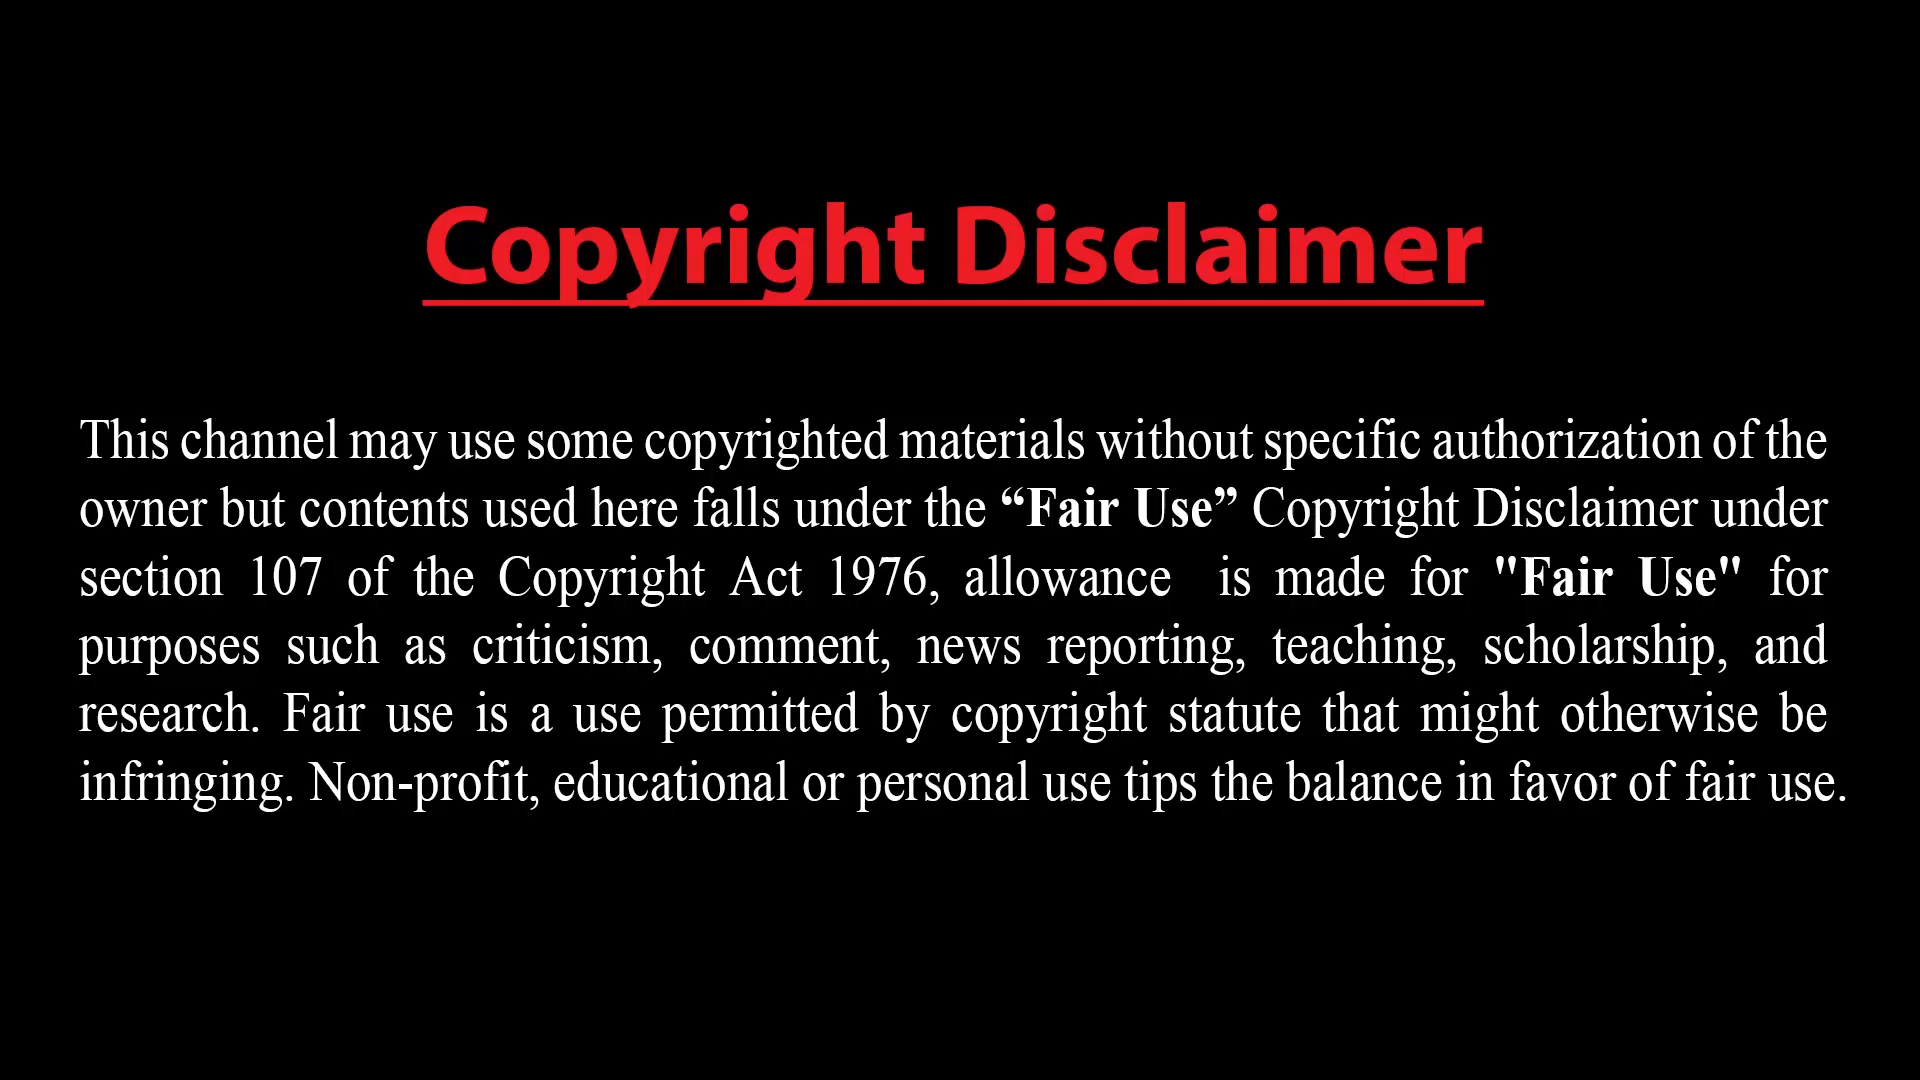 Copyright Disclaimer
This channel may use some copyrighted materials without specific authorization of the
owner but contents used here falls under the “Fair Use” Copyright Disclaimer under
section 107 of the Copyright Act 1976, allowance  is made for "Fair Use" for
purposes such as criticism, comment, news reporting, teaching, scholarship, and
research. Fair use is a use permitted by copyright statute that might otherwise be
infringing. Non-profit, educational or personal use tips the balance in favor of fair use.